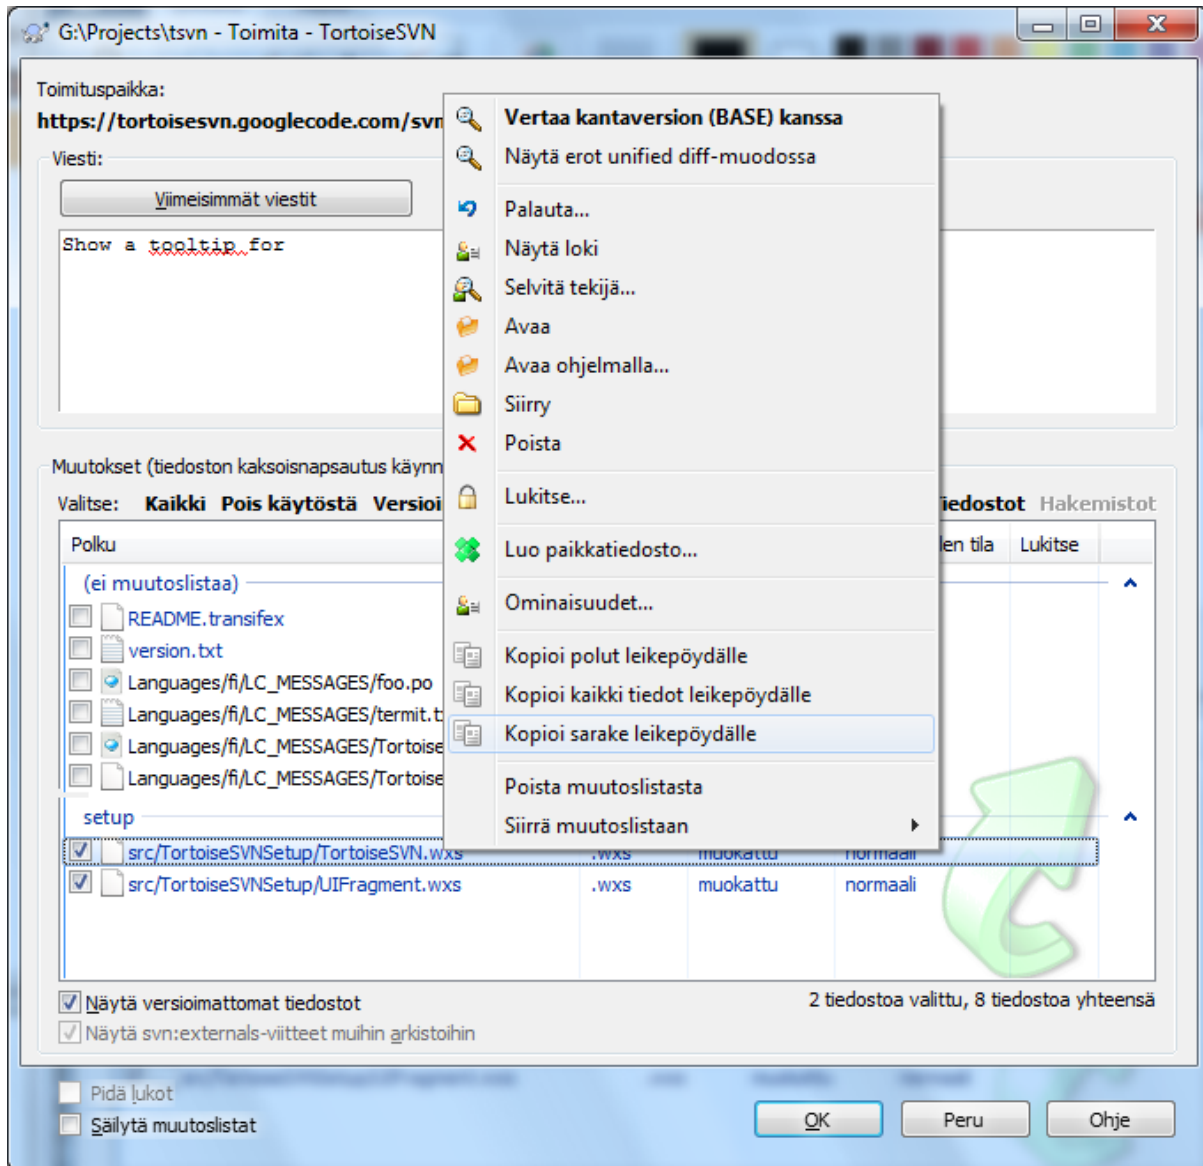 G:\Projects\tsvn - Toimita - TortoiseSVN
Toimituspaikka:
https://tortoisesvn.googlecode.com/svn
Viesti:
Viimeisimmät viestit
Show a tooltip for
Vertaa kantaversion (BASE) kanssa
Näytä erot unified diff-muodossa
Palauta...
Näytä loki
Selvitä tekijä...
Avaa
Avaa ohjelmalla...
Siirry
Poista
Lukitse...
Luo paikkatiedosto...
Ominaisuudet...
Kopioi polut leikepöydälle
Kopioi kaikki tiedot leikepöydälle
Kopioi sarake leikepöydälle
Poista muutoslistasta
Siirrä muutoslistaan
Muutokset (tiedoston kaksoisnapsautus käynn
Valitse: Kaikki Pois käytöstä Versioi iedostot Hakemistot
Polku len tila Lukitse
(ei muutoslistaa)
README.transifex
version.txt
Languages/fi/LC_MESSAGES/foo.po
Languages/fi/LC_MESSAGES/termit.t
Languages/fi/LC_MESSAGES/Tortoise
Languages/fi/LC_MESSAGES/Tortoise
setup
src/TortoiseSVNSetup/TortoiseSVN.wxs .wxs muokattu normaali
src/TortoiseSVNSetup/UIFragment.wxs .wxs muokattu normaali
Näytä versioimattomat tiedostot 2 tiedostoa valittu, 8 tiedostoa yhteensä
Näytä svn:externals-viitteet muihin arkistoihin
Pidä lukot
Säilytä muutoslistat
OK Peru Ohje